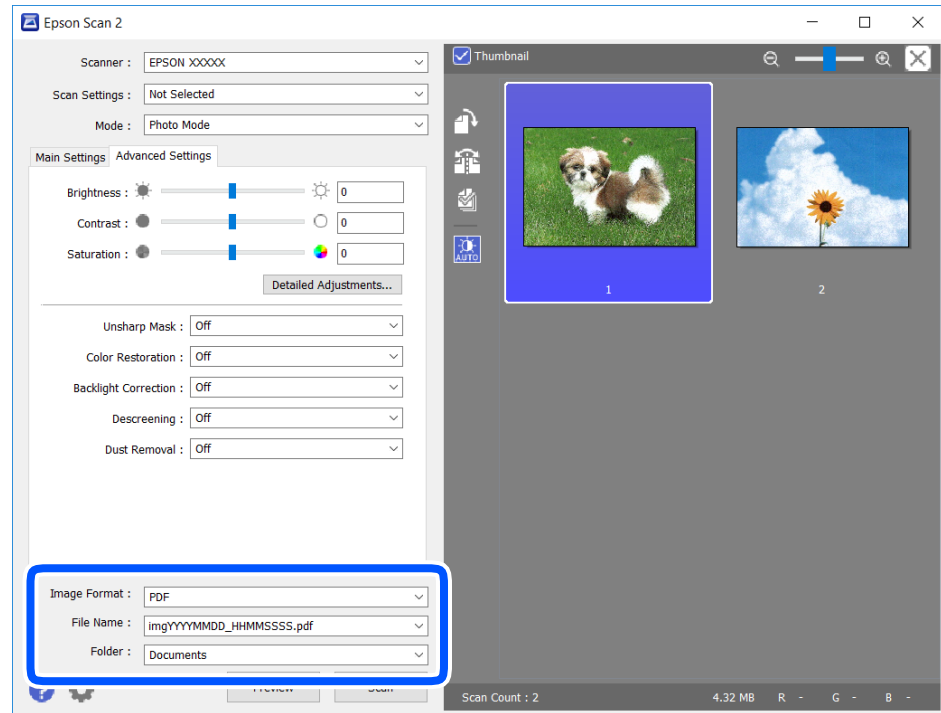 Epson Scan 2
Scanner : EPSON XXXXX
Scan Settings : Not Selected
Mode : Photo Mode
Main Settings Advanced Settings
Brightness : 0
Contrast : 0
Saturation : 0
Detailed Adjustments...
Unsharp Mask : Off
Color Restoration : Off
Backlight Correction : Off
Descreening : Off
Dust Removal : Off
Image Format : PDF
File Name : imgYYYYMMDD_HHMMSSSS.pdf
Folder : Documents
? Preview Scan
Thumbnail
AUTO
1 2
Scan Count : 2 4.32 MB R - G - B -